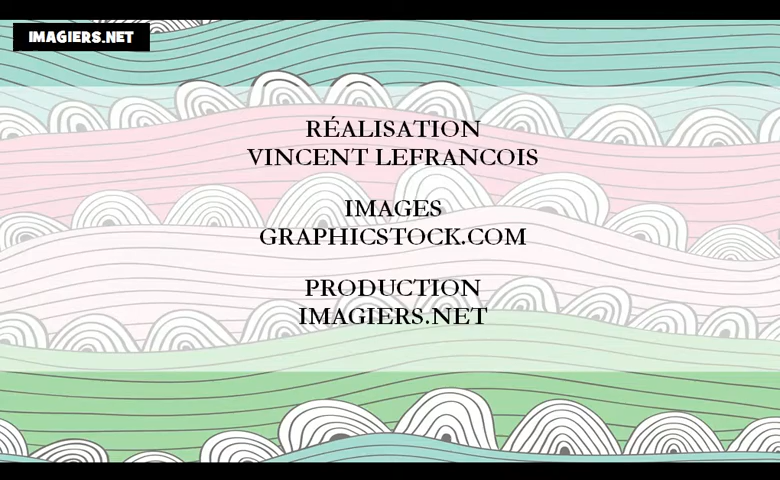 IMAGIERS.NET
RÉALISATION
VINCENT LEFRANCOIS
IMAGES
GRAPHICSTOCK.COM
PRODUCTION
IMAGIERS.NET